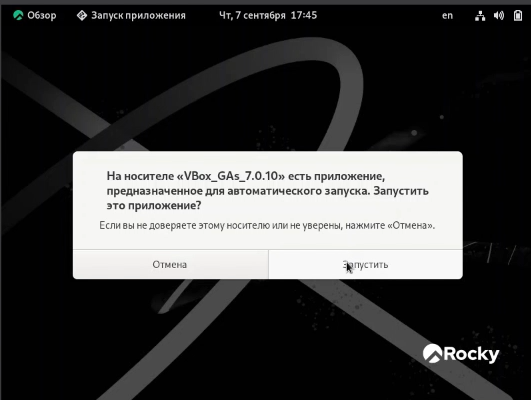 Обзор Запуск приложения Чт, 7 сентября 17:45 en
На носителе «VBox_GAs_7.0.10» есть приложение,
предназначенное для автоматического запуска. Запустить
это приложение?
Если вы не доверяете этому носителю или не уверены, нажмите «Отмена».
Отмена Запустить
Rocky